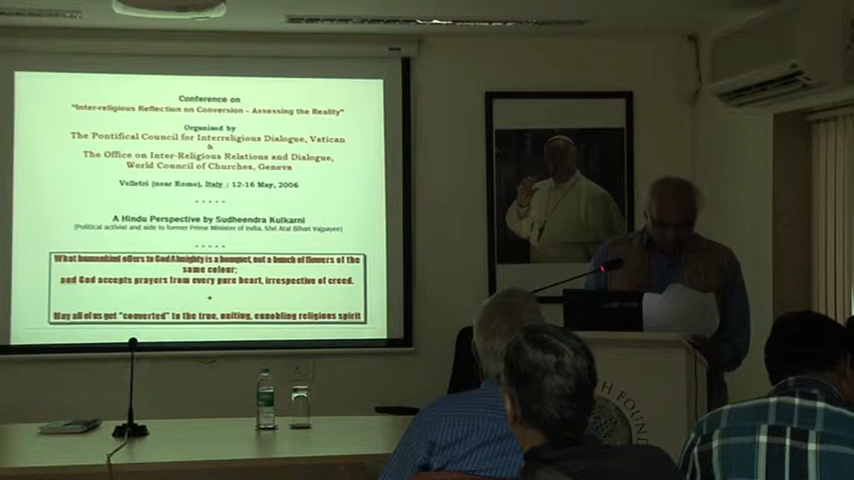 Conference on
"Inter-religious Reflection on Conversion – Assessing the Reality"
Organised by
The Pontifical Council for Interreligious Dialogue, Vatican
&
The Office on Inter-Religious Relations and Dialogue,
World Council of Churches, Geneva
Velletri (near Rome), Italy | 12-16 May, 2006
- - - - -
A Hindu Perspective by Sudheendra Kulkarni
(Political activist and aide to former Prime Minister of India, Shri Atal Bihari Vajpayee)
- - - - -
What humankind offers to God Almighty is a bouquet, not a bunch of flowers of the
same colour;
and God accepts prayers from every pure heart, irrespective of creed.
+
May all of us get "converted" to the true, uniting, ennobling religious spirit